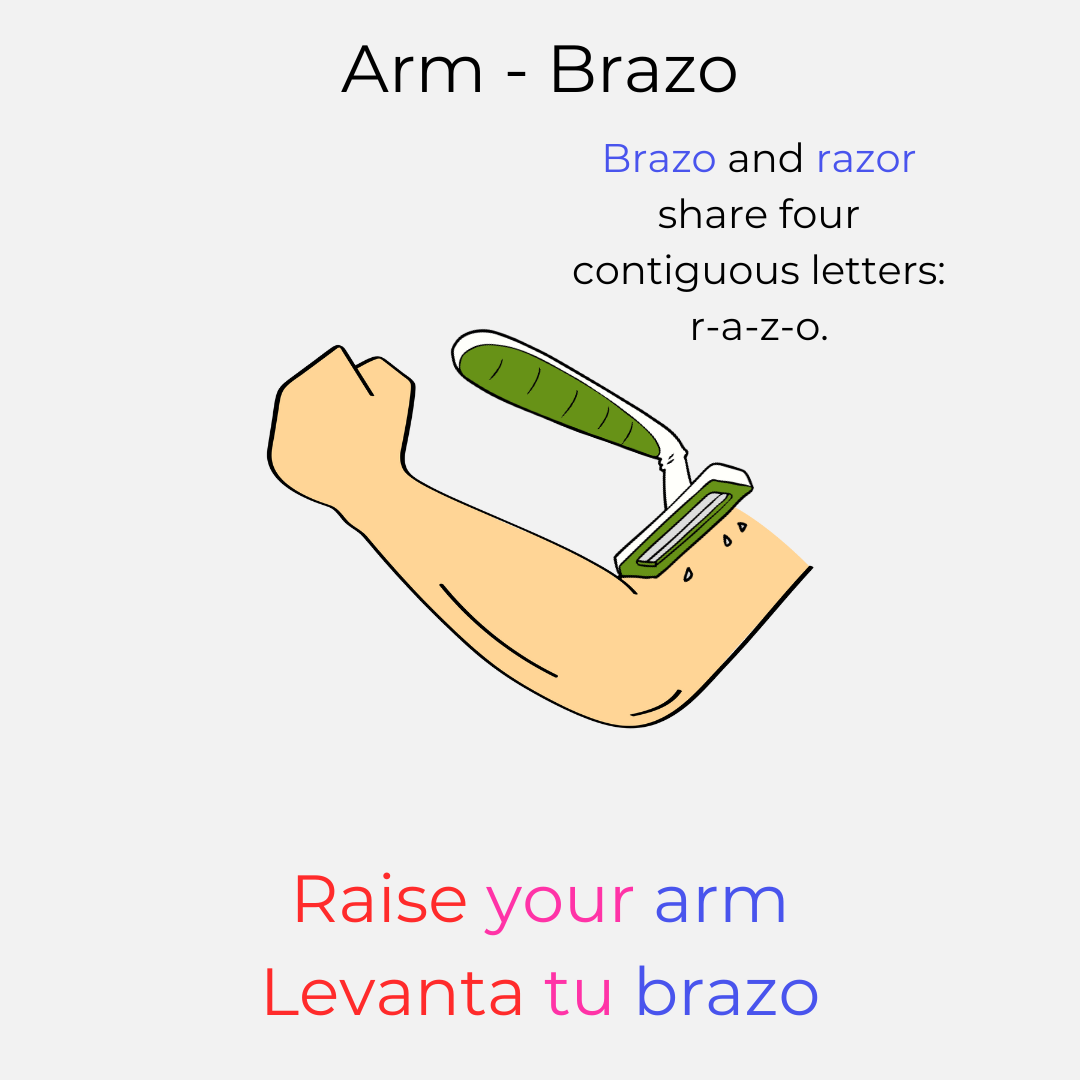 Arm - Brazo
Brazo and razor
share four
contiguous letters:
r-a-z-o.
Raise your arm
Levanta tu brazo